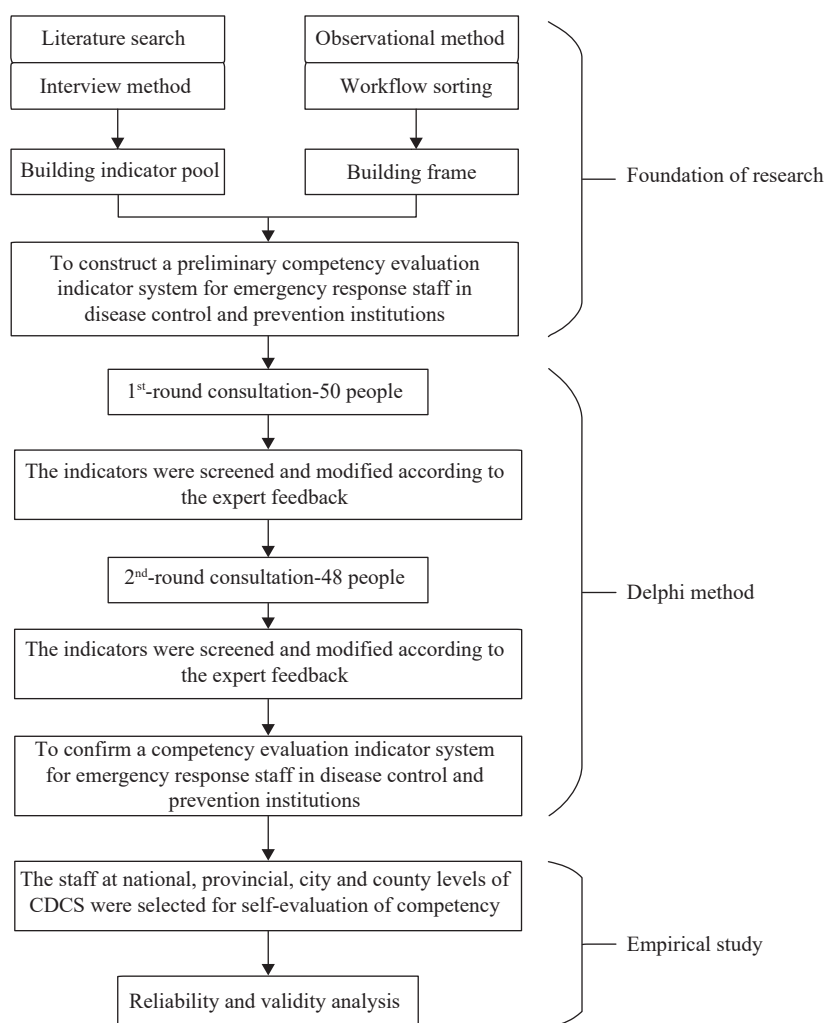 Literature search
Observational method
Interview method
Workflow sorting
Building indicator pool
Building frame
Foundation of research
To construct a preliminary competency evaluation
indicator system for emergency response staff in
disease control and prevention institutions
1st-round consultation-50 people
The indicators were screened and modified according to
the expert feedback
2nd-round consultation-48 people
Delphi method
The indicators were screened and modified according to
the expert feedback
To confirm a competency evaluation indicator system
for emergency response staff in disease control and
prevention institutions
The staff at national, provincial, city and county levels of
CDCS were selected for self-evaluation of competency
Empirical study
Reliability and validity analysis